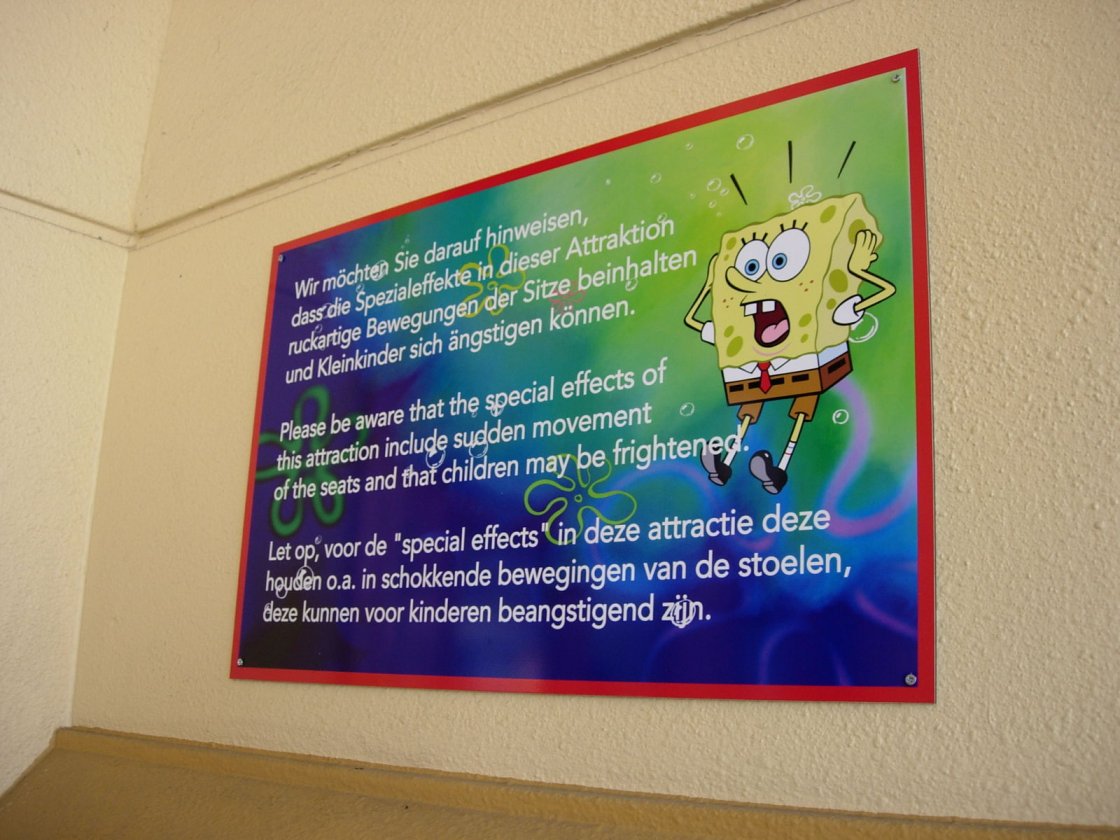 Wir möchten Sie darauf hinweisen,
dass die Spezialeffekte in dieser Attraktion
ruckartige Bewegungen der Sitze beinhalten
und Kleinkinder sich ängstigen können.
Please be aware that the special effects of
this attraction include sudden movement
of the seats and that children may be frightened.
Let op, voor de "special effects" in deze attractie deze
houden o.a. in schokkende bewegingen van de stoelen,
deze kunnen voor kinderen beangstigend zijn.